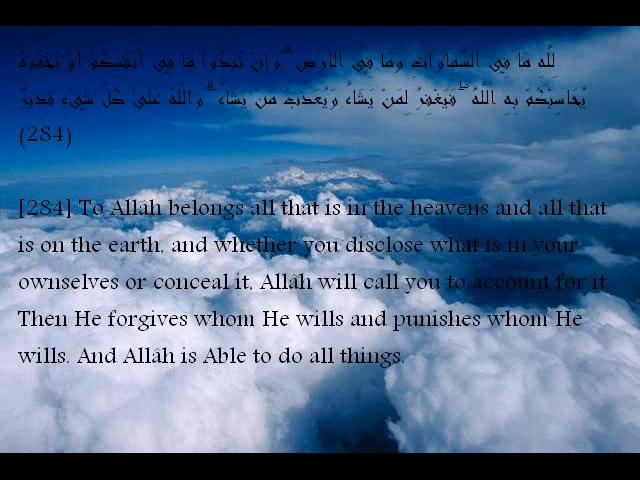 لِلَّهِ مَا فِي السَّمَاوَاتِ وَمَا فِي الْأَرْضِ ۗ وَإِنْ تُبْدُوا مَا فِي أَنْفُسِكُمْ أَوْ تُخْفُوهُ
يُحَاسِبْكُمْ بِهِ اللَّهُ ۖ فَيَغْفِرُ لِمَنْ يَشَاءُ وَيُعَذِّبُ مَنْ يَشَاءُ ۗ وَاللَّهُ عَلَىٰ كُلِّ شَيْءٍ قَدِيرٌ
(284)
[284] To Allâh belongs all that is in the heavens and all that
is on the earth, and whether you disclose what is in your
ownselves or conceal it, Allâh will call you to account for it.
Then He forgives whom He wills and punishes whom He
wills. And Allâh is Able to do all things.